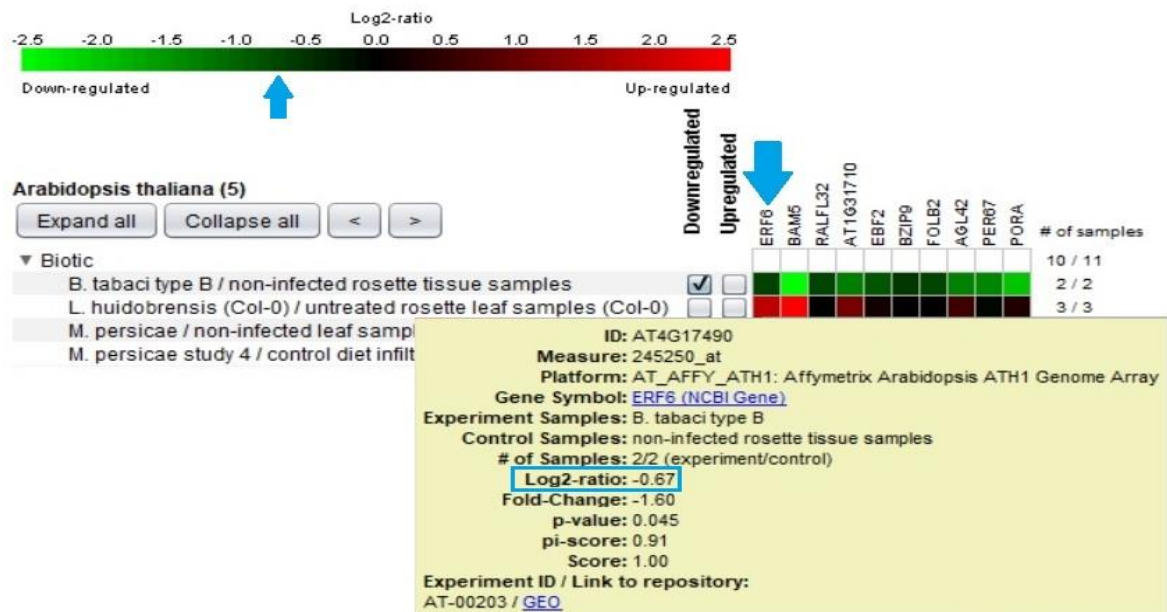 Log2-ratio
-2.5 -2.0 -1.5 -1.0 -0.5 0.0 0.5 1.0 1.5 2.0 2.5
Down-regulated Up-regulated
Downregulated
Upregulated
ERF6
BAM5
RALFL32
AT1G31710
EBF2
BZIP9
FOLB2
AGL42
PER67
PORA
# of samples
Arabidopsis thaliana (5)
Expand all Collapse all < >
Biotic 10 / 11
B. tabaci type B / non-infected rosette tissue samples 2 / 2
L. huidobrensis (Col-0) / untreated rosette leaf samples (Col-0) 3 / 3
M. persicae / non-infected leaf sampl
M. persicae study 4 / control diet infilt
ID: AT4G17490
Measure: 245250_at
Platform: AT_AFFY_ATH1: Affymetrix Arabidopsis ATH1 Genome Array
Gene Symbol: ERF6 (NCBI Gene)
Experiment Samples: B. tabaci type B
Control Samples: non-infected rosette tissue samples
# of Samples: 2/2 (experiment/control)
Log2-ratio: -0.67
Fold-Change: -1.60
p-value: 0.045
pi-score: 0.91
Score: 1.00
Experiment ID / Link to repository:
AT-00203 / GEO